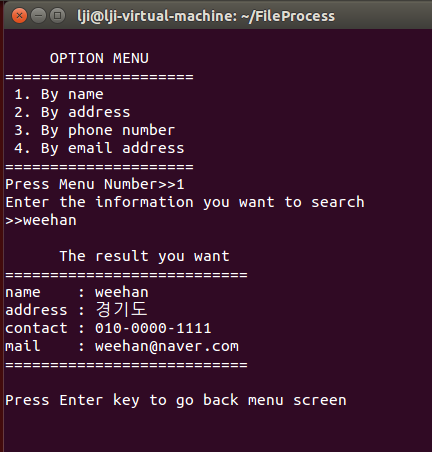 lji@lji-virtual-machine: ~/FileProcess
OPTION MENU
=====================
1. By name
2. By address
3. By phone number
4. By email address
=====================
Press Menu Number>>1
Enter the information you want to search
>>weehan
The result you want
===========================
name    : weehan
address : 경기도
contact : 010-0000-1111
mail    : weehan@naver.com
===========================
Press Enter key to go back menu screen